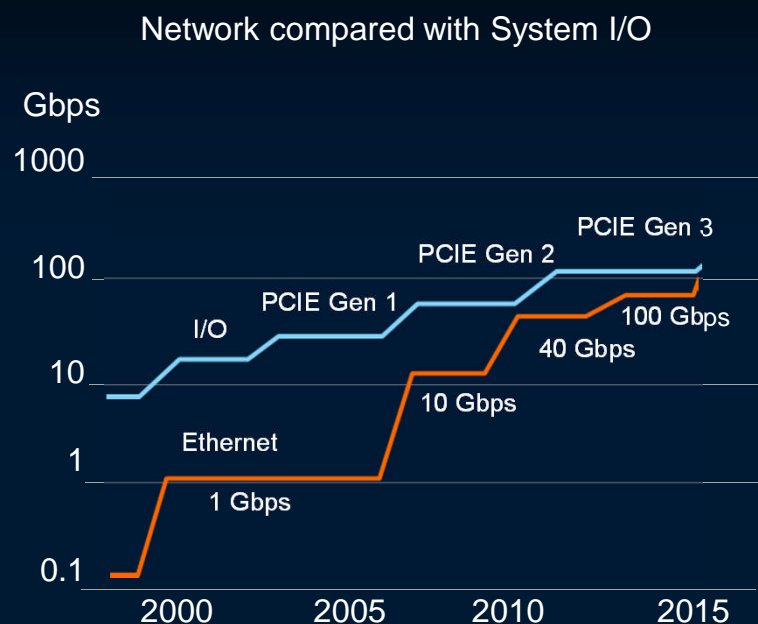 Network compared with System I/O
Gbps
1000
PCIE Gen 3
PCIE Gen 2
100
PCIE Gen 1
100 Gbps
I/O
40 Gbps
10
10 Gbps
Ethernet
1
1 Gbps
0.1
2000 2005 2010 2015